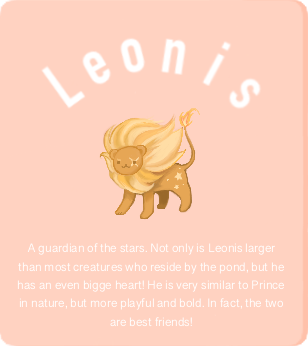 Leonis
A guardian of the stars. Not only is Leonis larger
than most creatures who reside by the pond, but he
has an even bigge heart! He is very similar to Prince
in nature, but more playful and bold. In fact, the two
are best friends!